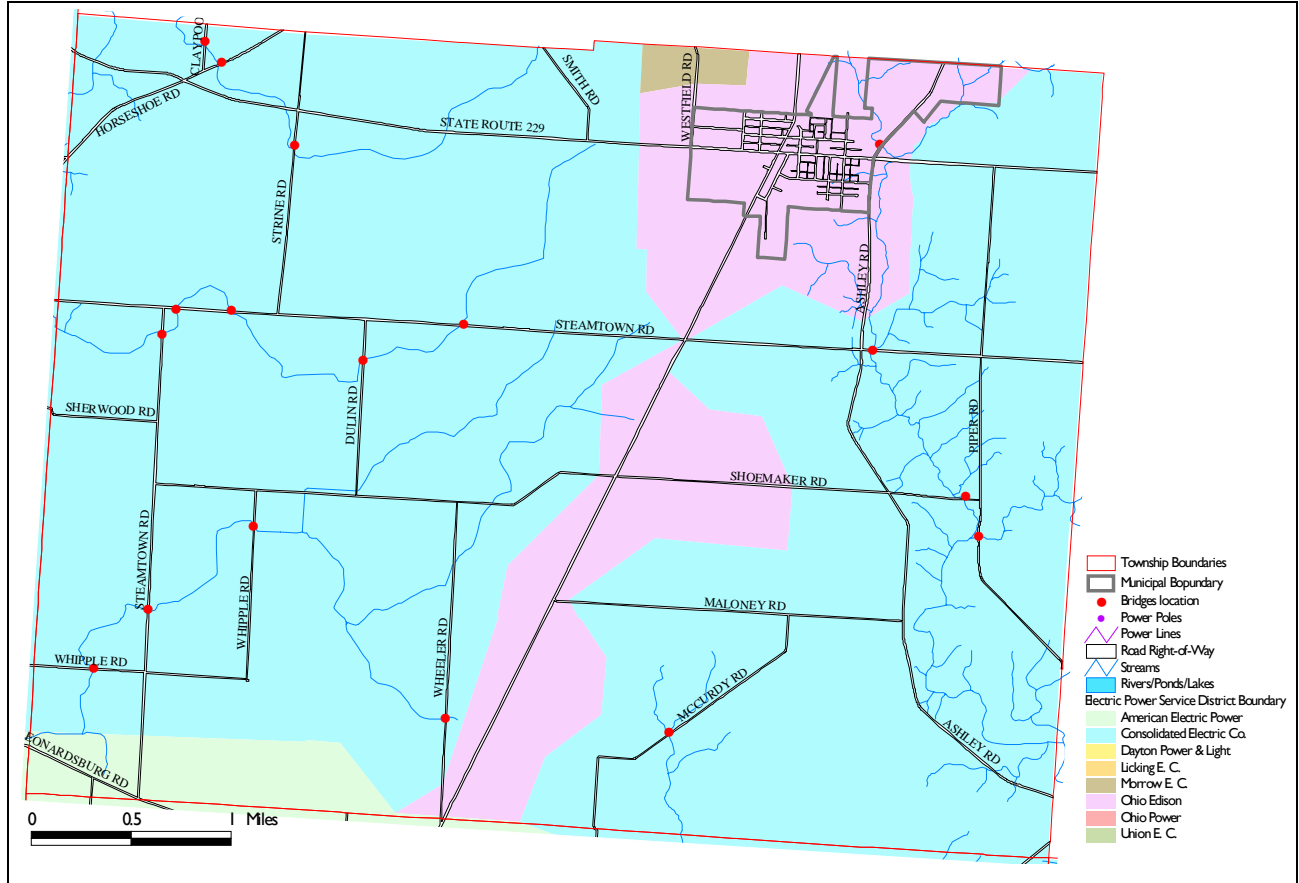 CLAYPOO
HORSESHOE RD
SMITH RD
WESTFIELD RD
STATE ROUTE 229
STRINE RD
ASHLEY RD
STEAMTOWN RD
SHERWOOD RD
DULIN RD
RIPER RD
SHOEMAKER RD
STEAMTOWN RD
WHIPPLE RD
MALONEY RD
WHEELER RD
WHIPPLE RD
MCCURDY RD
ASHLEY RD
EONARDSBURG RD
0 0.5 1 Miles
Township Boundaries
Municipal Bopundary
Bridges location
Power Poles
Power Lines
Road Right-of-Way
Streams
Rivers/Ponds/Lakes
Electric Power Service District Boundary
American Electric Power
Consolidated Electric Co.
Dayton Power & Light
Licking E. C.
Morrow E. C.
Ohio Edison
Ohio Power
Union E. C.